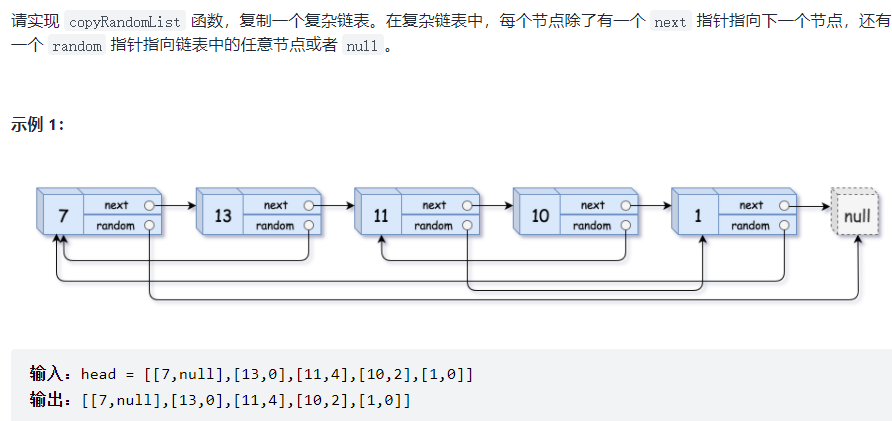 请实现 copyRandomList 函数，复制一个复杂链表。在复杂链表中，每个节点除了有一个 next 指针指向下一个节点，还有
一个 random 指针指向链表中的任意节点或者 null 。
示例 1：
7 next random 13 next random 11 next random 10 next random 1 next random null
输入：head = [[7,null],[13,0],[11,4],[10,2],[1,0]]
输出：[[7,null],[13,0],[11,4],[10,2],[1,0]]